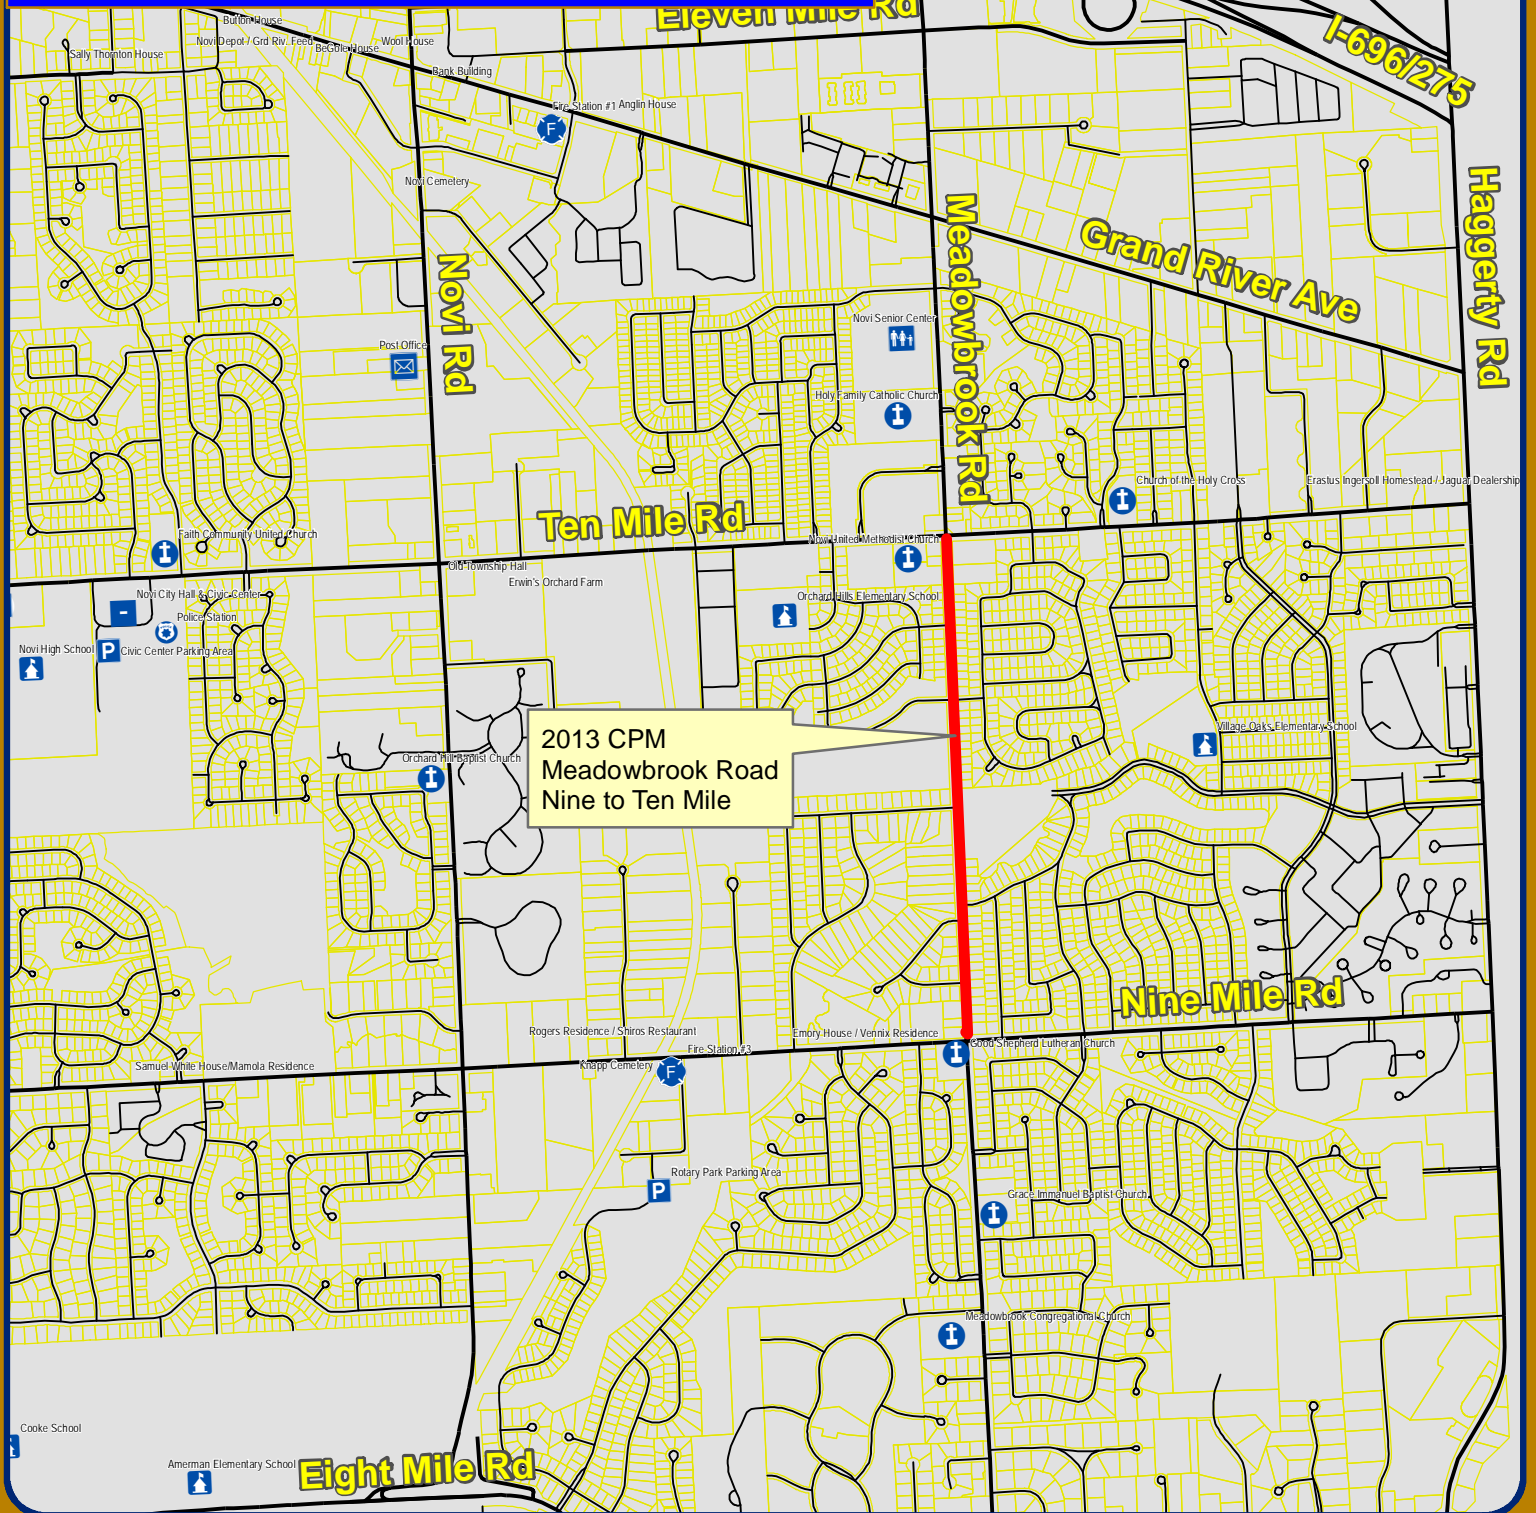 Eleven Mile Rd
I-696/275
Button House
Novi Depot / Grd Riv. Feed
BeGole House
Wool House
Sally Thornton House
Bank Building
Fire Station #1
Anglin House
F
Novi Cemetery
Meadowbrook Rd
Haggerty Rd
Grand River Ave
Novi Rd
Novi Senior Center
Post Office
Holy Family Catholic Church
Church of the Holy Cross
Erastus Ingersoll Homestead / Jaguar Dealership
Ten Mile Rd
Faith Community United Church
Novi United Methodist Church
Old Township Hall
Erwin's Orchard Farm
Novi City Hall & Civic Center
Orchard Hills Elementary School
Police Station
Novi High School
P
Civic Center Parking Area
Village Oaks Elementary School
2013 CPM
Meadowbrook Road
Nine to Ten Mile
Orchard Hill Baptist Church
Nine Mile Rd
Rogers Residence / Shiros Restaurant
Emory House / Vennix Residence
Good Shepherd Lutheran Church
Fire Station #3
Knapp Cemetery
F
Samuel White House/Mamola Residence
Rotary Park Parking Area
P
Grace Immanuel Baptist Church
Meadowbrook Congregational Church
Cooke School
Amerman Elementary School
Eight Mile Rd